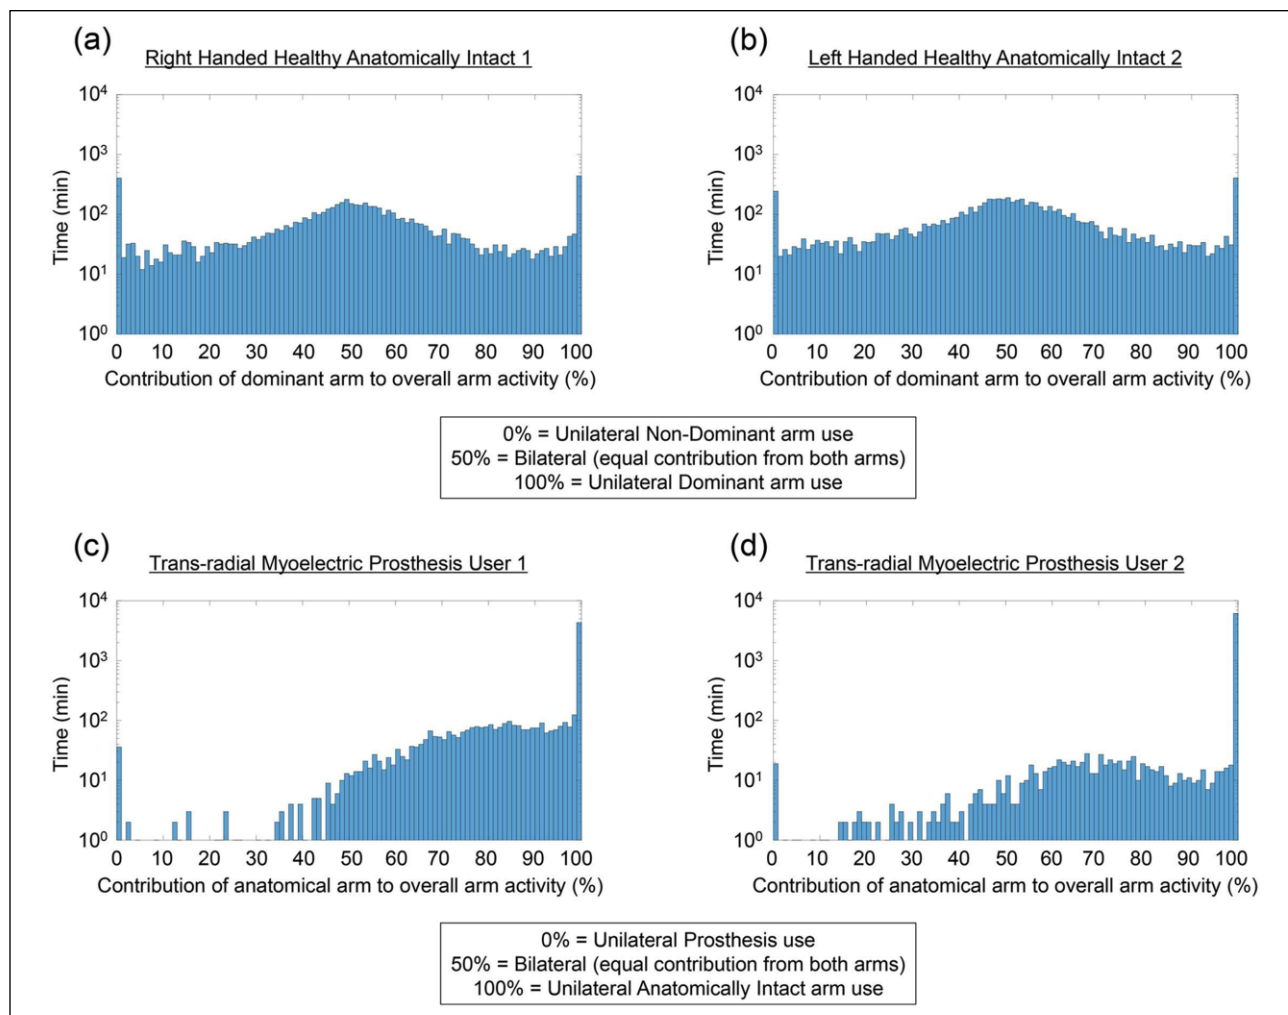 (a)
Right Handed Healthy Anatomically Intact 1
10⁴
10³
10²
10¹
10⁰
Time (min)
0 10 20 30 40 50 60 70 80 90 100
Contribution of dominant arm to overall arm activity (%)
(b)
Left Handed Healthy Anatomically Intact 2
10⁴
10³
10²
10¹
10⁰
Time (min)
0 10 20 30 40 50 60 70 80 90 100
Contribution of dominant arm to overall arm activity (%)
0% = Unilateral Non-Dominant arm use
50% = Bilateral (equal contribution from both arms)
100% = Unilateral Dominant arm use
(c)
Trans-radial Myoelectric Prosthesis User 1
10⁴
10³
10²
10¹
10⁰
Time (min)
0 10 20 30 40 50 60 70 80 90 100
Contribution of anatomical arm to overall arm activity (%)
(d)
Trans-radial Myoelectric Prosthesis User 2
10⁴
10³
10²
10¹
10⁰
Time (min)
0 10 20 30 40 50 60 70 80 90 100
Contribution of anatomical arm to overall arm activity (%)
0% = Unilateral Prosthesis use
50% = Bilateral (equal contribution from both arms)
100% = Unilateral Anatomically Intact arm use